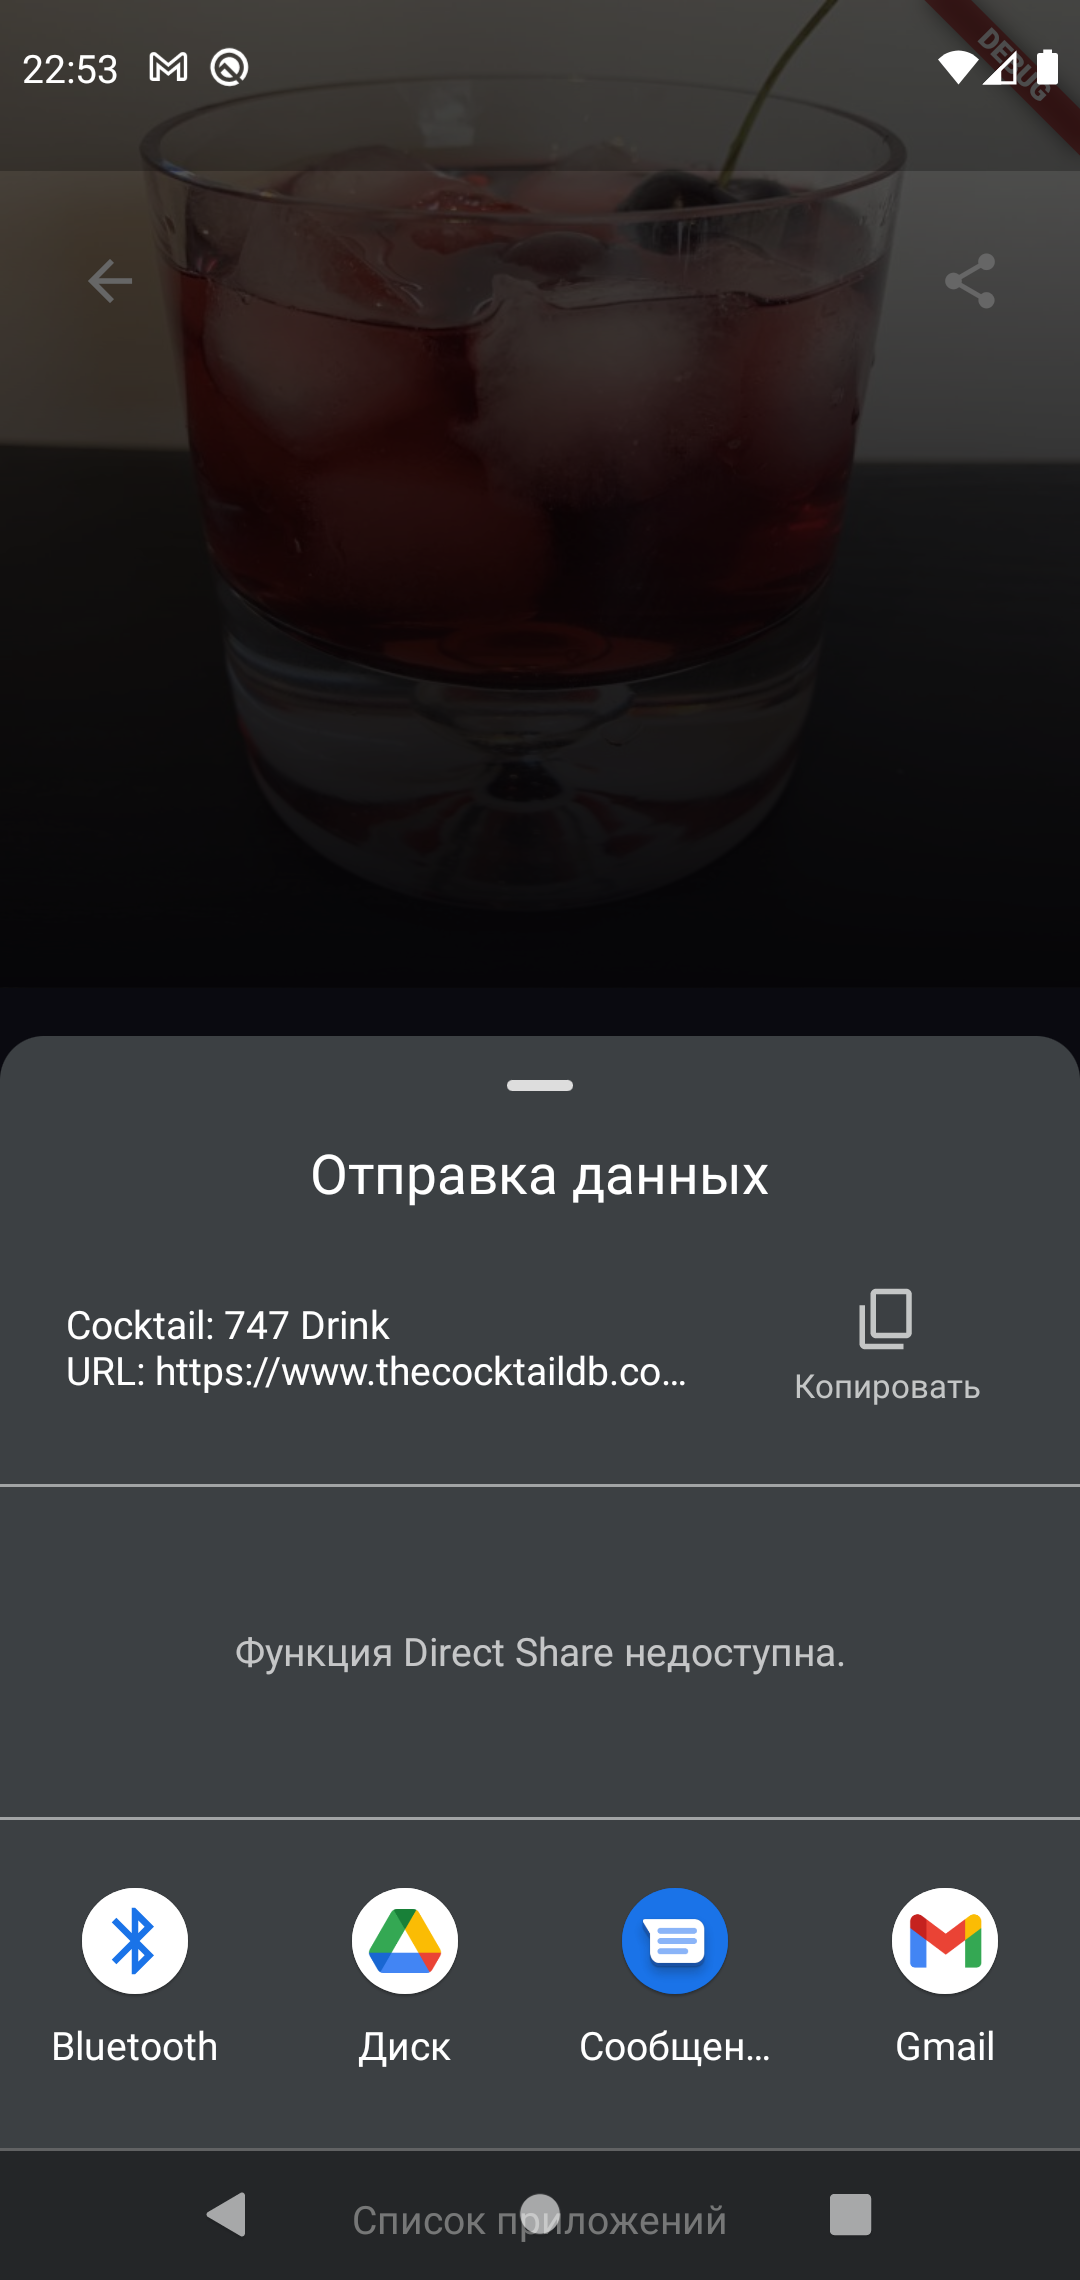 22:53
DEBUG
Отправка данных
Cocktail: 747 Drink
URL: https://www.thecocktaildb.co...
Копировать
Функция Direct Share недоступна.
Bluetooth
Диск
Сообщен...
Gmail
Список приложений